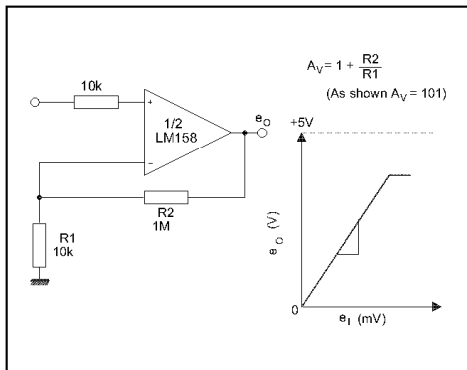 10k
+
1/2
LM158
−
e_O
R2
1M
R1
10k
A_V = 1 + R2/R1
(As shown A_V = 101)
+5V
e_O (V)
0
e_I (mV)